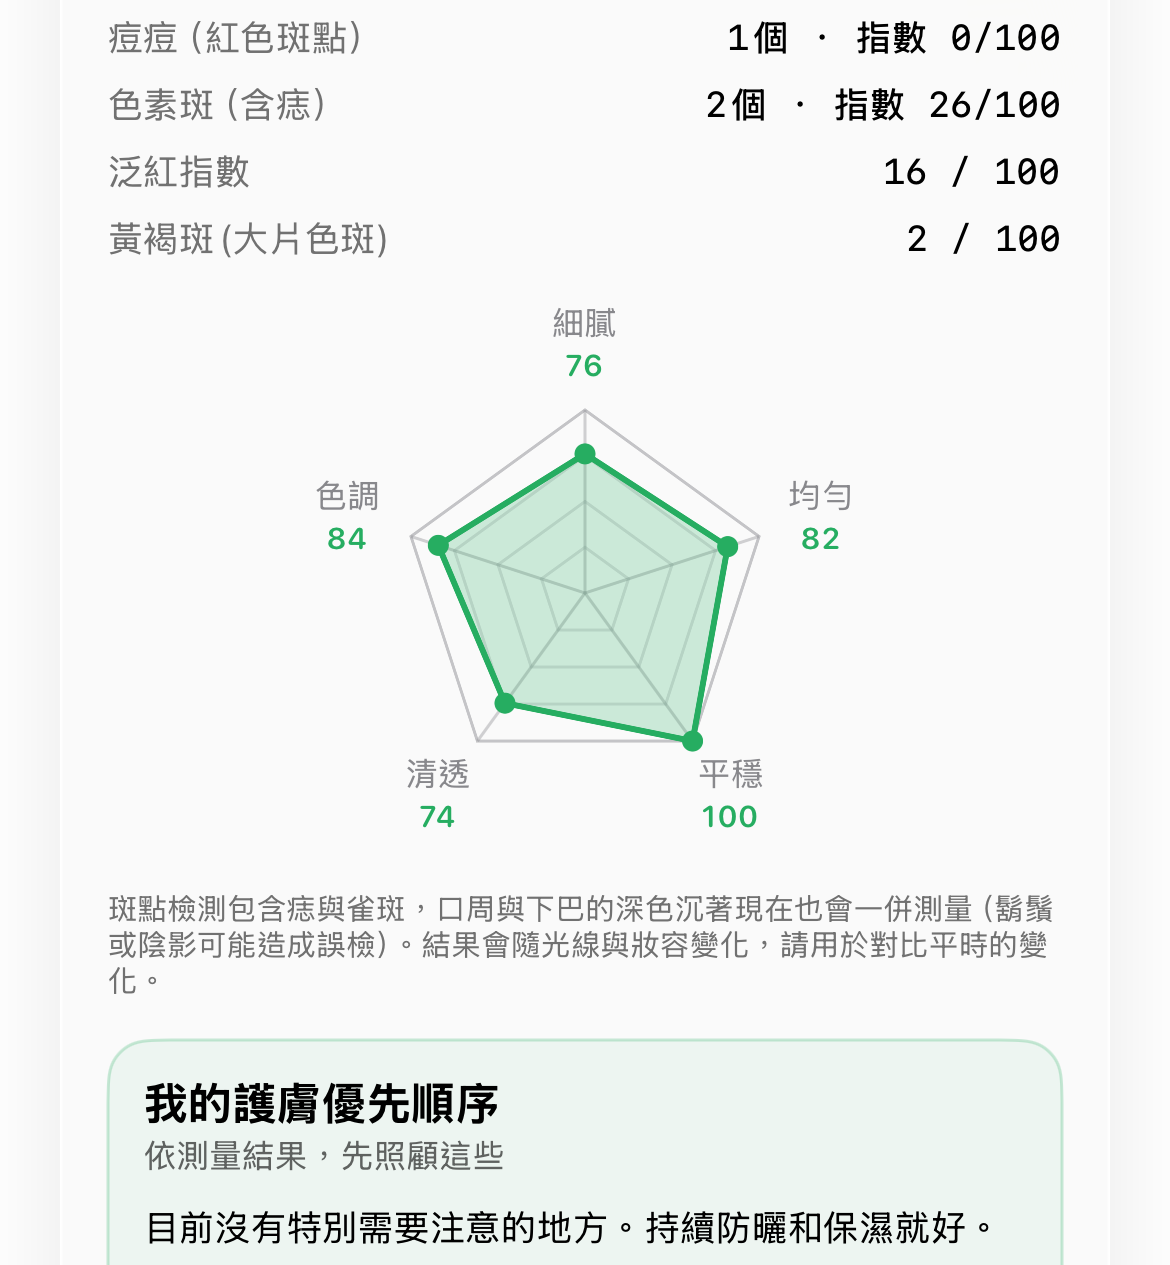 痘痘（紅色斑點） 1個 · 指數 0/100
色素斑（含痣） 2個 · 指數 26/100
泛紅指數 16 / 100
黃褐斑(大片色斑) 2 / 100
細膩
76
色調
84
均勻
82
清透
74
平穩
100
斑點檢測包含痣與雀斑，口周與下巴的深色沉著現在也會一併測量（鬍鬚
或陰影可能造成誤檢）。結果會隨光線與妝容變化，請用於對比平時的變
化。
我的護膚優先順序
依測量結果，先照顧這些
目前沒有特別需要注意的地方。持續防曬和保濕就好。